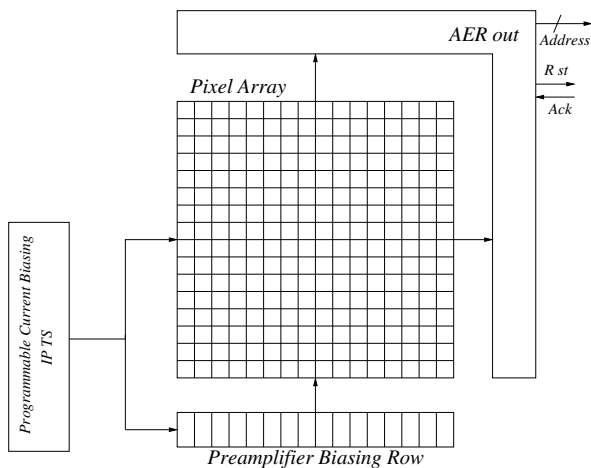 AER out
Address
R st
Ack
Pixel Array
Programmable Current Biasing
IP TS
Preamplifier Biasing Row